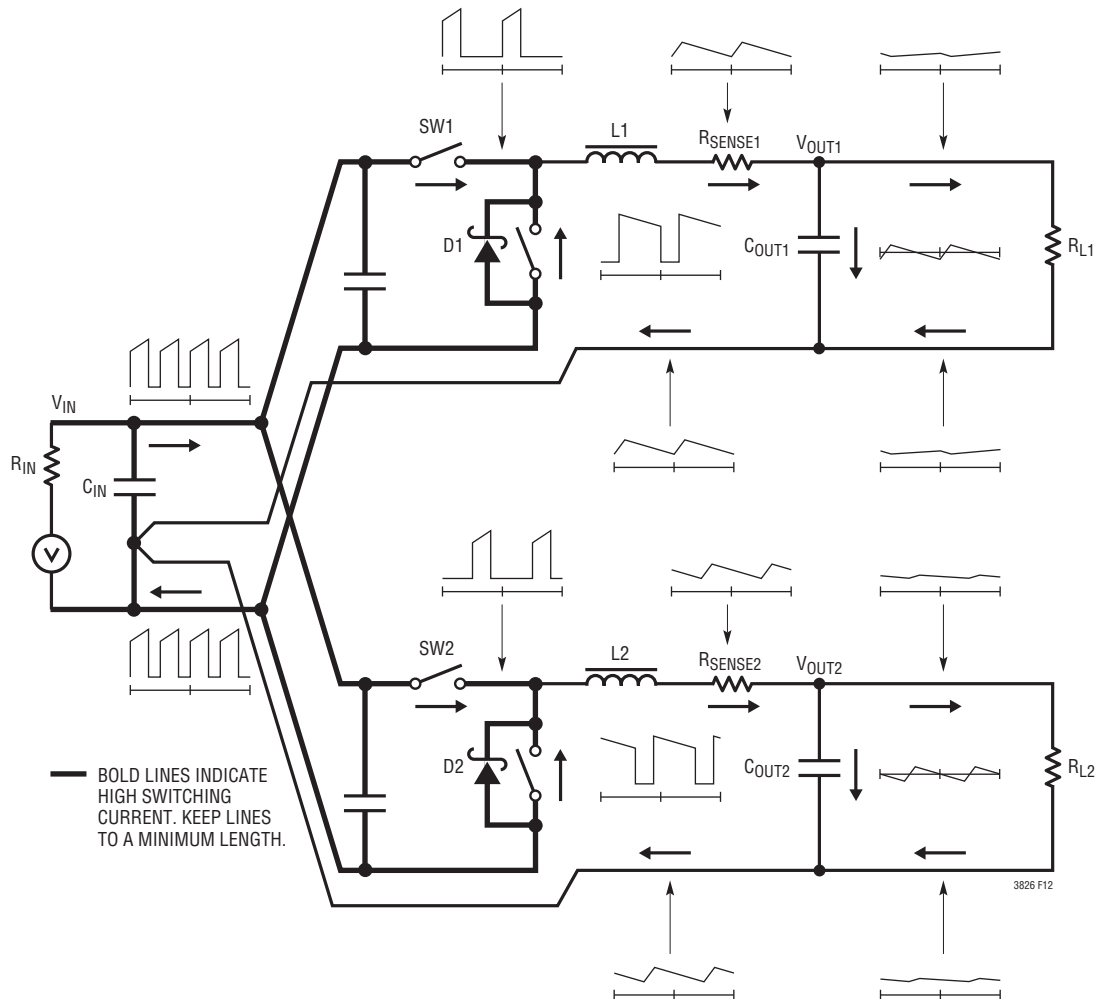 SW1
L1
RSENSE1
VOUT1
D1
COUT1
RL1
VIN
RIN
CIN
V
SW2
L2
RSENSE2
VOUT2
D2
COUT2
RL2
BOLD LINES INDICATE
HIGH SWITCHING
CURRENT. KEEP LINES
TO A MINIMUM LENGTH.
3826 F12